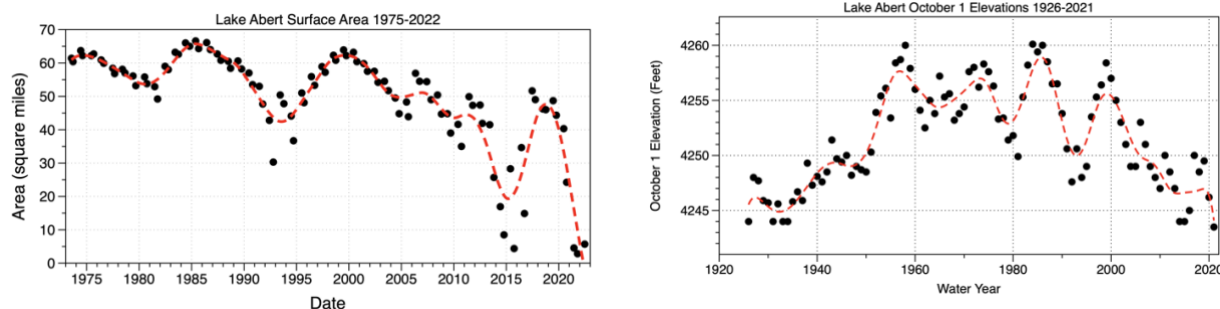 Lake Abert Surface Area 1975-2022
70
60
50
40
30
20
10
0
Area (square miles)
1975 1980 1985 1990 1995 2000 2005 2010 2015 2020
Date
Lake Abert October 1 Elevations 1926-2021
4260
4255
4250
4245
October 1 Elevation (Feet)
1920 1940 1960 1980 2000 2020
Water Year